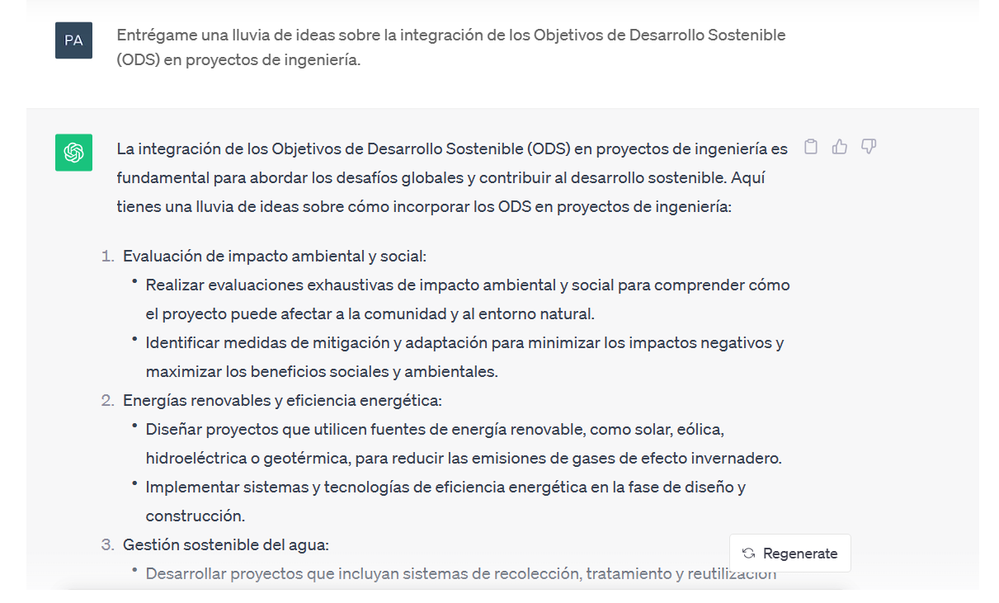 PA
Entrégame una lluvia de ideas sobre la integración de los Objetivos de Desarrollo Sostenible
(ODS) en proyectos de ingeniería.
La integración de los Objetivos de Desarrollo Sostenible (ODS) en proyectos de ingeniería es
fundamental para abordar los desafíos globales y contribuir al desarrollo sostenible. Aquí
tienes una lluvia de ideas sobre cómo incorporar los ODS en proyectos de ingeniería:
1. Evaluación de impacto ambiental y social:
• Realizar evaluaciones exhaustivas de impacto ambiental y social para comprender cómo
el proyecto puede afectar a la comunidad y al entorno natural.
• Identificar medidas de mitigación y adaptación para minimizar los impactos negativos y
maximizar los beneficios sociales y ambientales.
2. Energías renovables y eficiencia energética:
• Diseñar proyectos que utilicen fuentes de energía renovable, como solar, eólica,
hidroeléctrica o geotérmica, para reducir las emisiones de gases de efecto invernadero.
• Implementar sistemas y tecnologías de eficiencia energética en la fase de diseño y
construcción.
3. Gestión sostenible del agua:
Regenerate
• Desarrollar proyectos que incluyan sistemas de recolección, tratamiento y reutilización